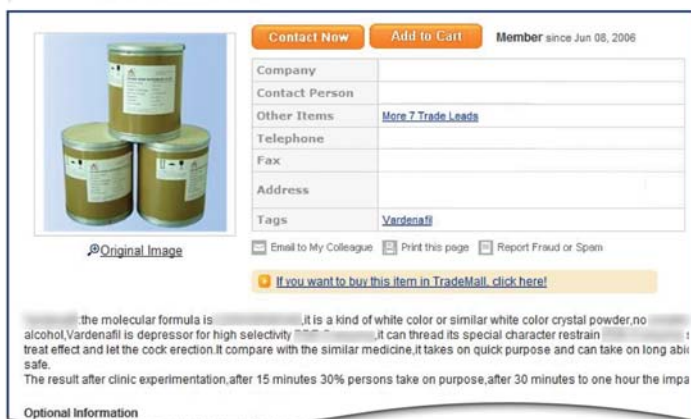 Contact Now
Add to Cart
Member since Jun 08, 2006
Company
Contact Person
Other Items
More 7 Trade Leads
Telephone
Fax
Address
Tags
Vardenafil
Original Image
Email to My Colleague
Print this page
Report Fraud or Spam
If you want to buy this item in TradeMall, click here!
:the molecular formula is ,it is a kind of white color or similar white color crystal powder,no
alcohol,Vardenafil is depressor for high selectivity ,it can thread its special character restrain
treat effect and let the cock erection.It compare with the similar medicine,it takes on quick purpose and can take on long
safe.
The result after clinic experimentation,after 15 minutes 30% persons take on purpose,after 30 minutes to one hour the
Optional Information